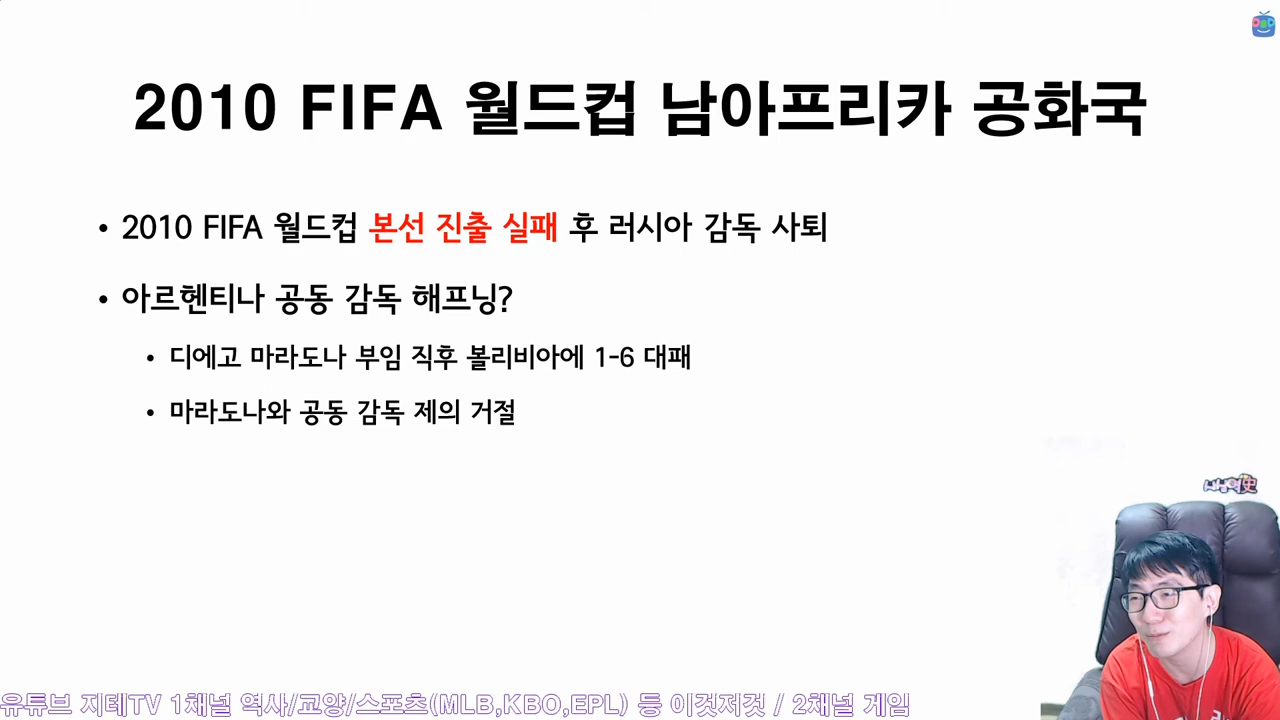 2010 FIFA 월드컵 남아프리카 공화국
• 2010 FIFA 월드컵 본선 진출 실패 후 러시아 감독 사퇴
• 아르헨티나 공동 감독 해프닝?
• 디에고 마라도나 부임 직후 볼리비아에 1-6 대패
• 마라도나와 공동 감독 제의 거절
유튜브 지테TV 1채널 역사/교양/스포츠(MLB,KBO,EPL) 등 이것저것 / 2채널 게임